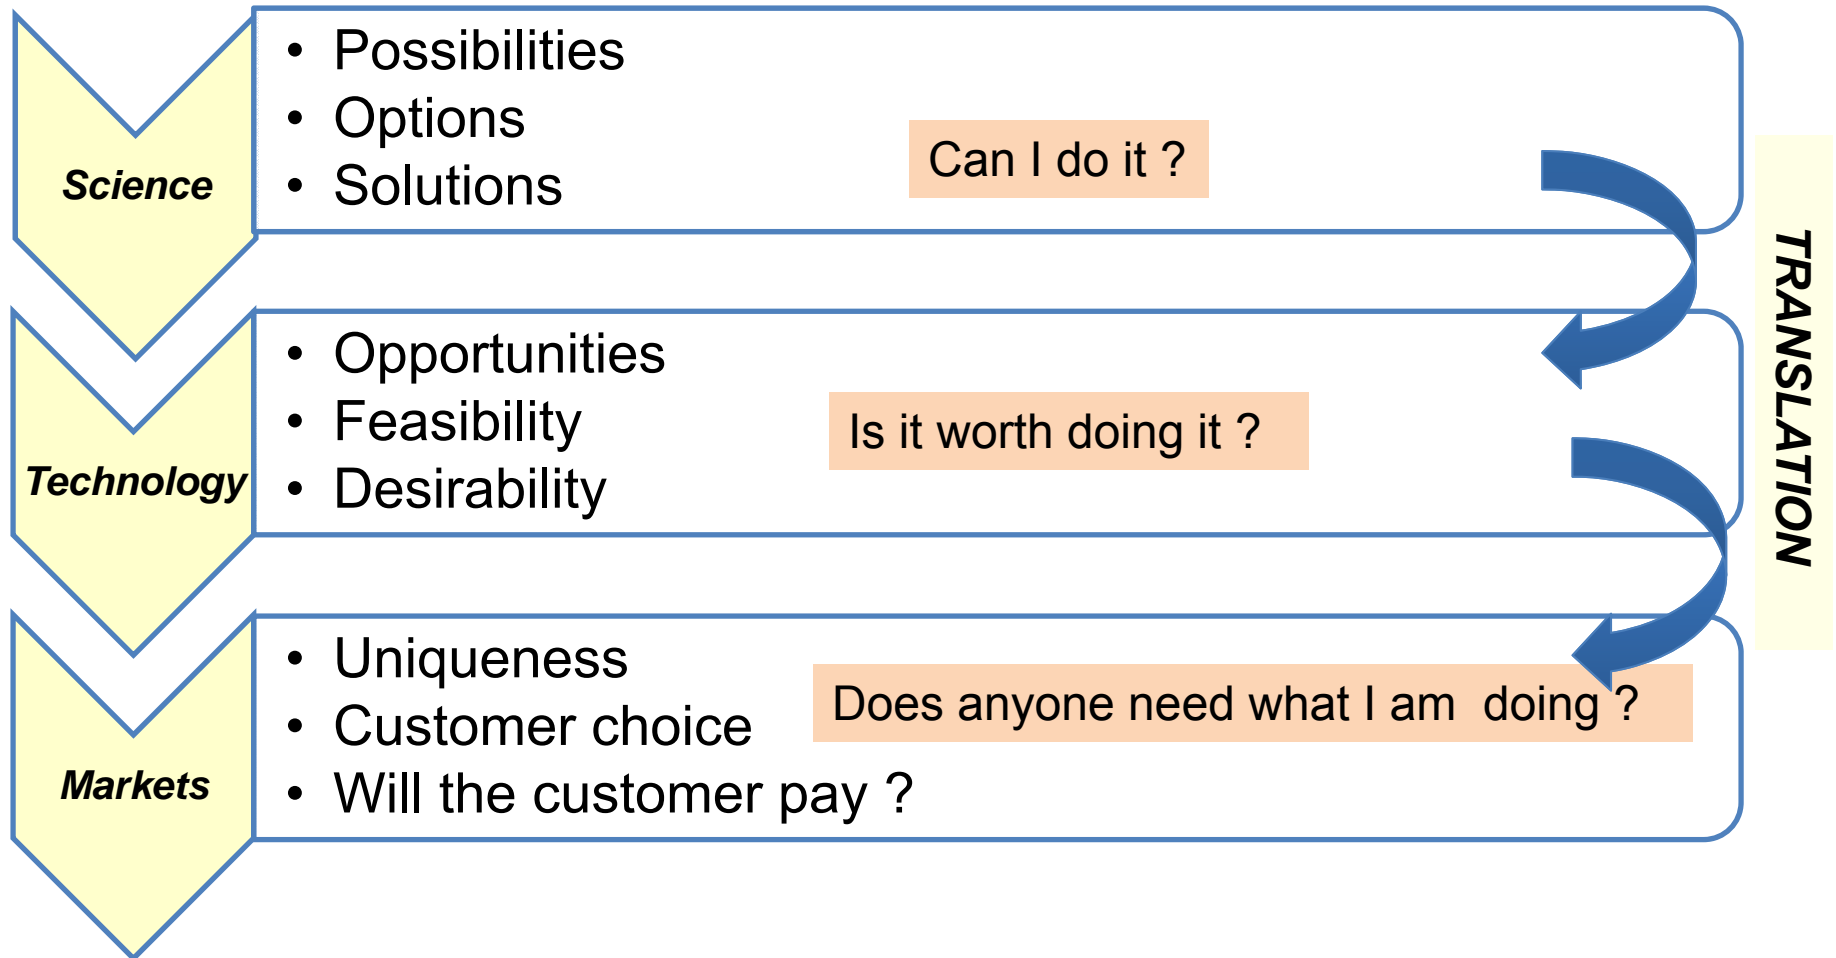 Science
• Possibilities
• Options
• Solutions
Can I do it ?
Technology
• Opportunities
• Feasibility
• Desirability
Is it worth doing it ?
Markets
• Uniqueness
• Customer choice
• Will the customer pay ?
Does anyone need what I am  doing ?
TRANSLATION